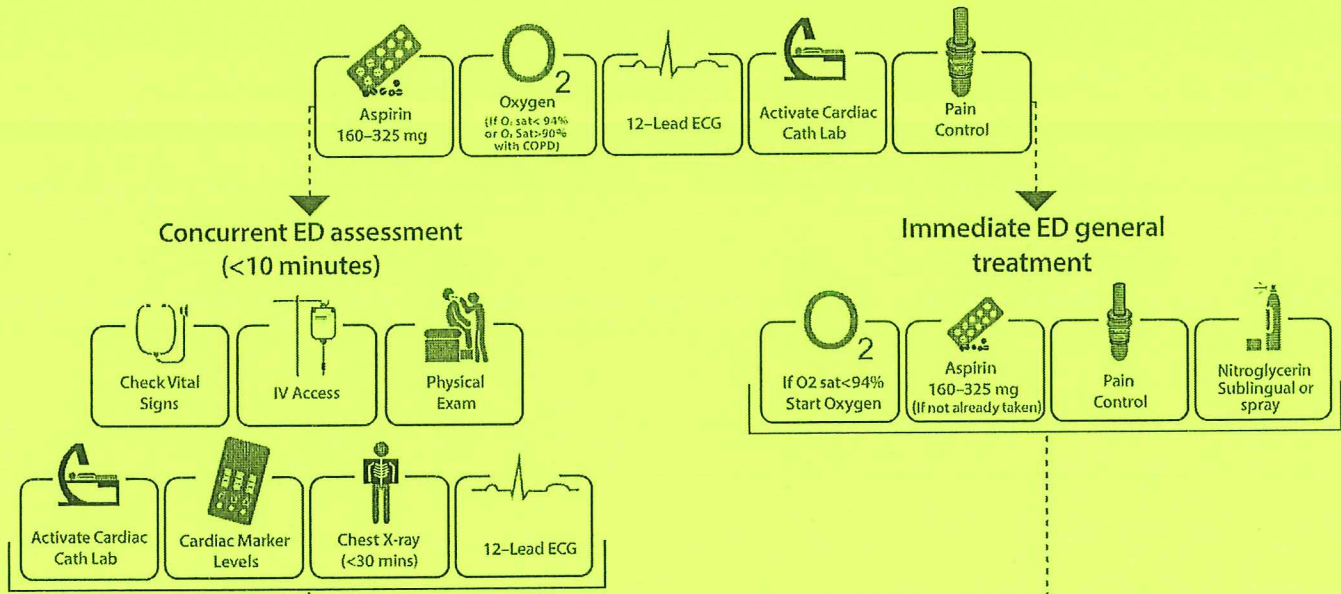 O2
Aspirin
160–325 mg
Oxygen
(If O2 sat< 94%
or O2 Sat>90%
with COPD)
12–Lead ECG
Activate Cardiac
Cath Lab
Pain
Control
Concurrent ED assessment
(<10 minutes)
Check Vital
Signs
IV Access
Physical
Exam
Activate Cardiac
Cath Lab
Cardiac Marker
Levels
Chest X-ray
(<30 mins)
12–Lead ECG
Immediate ED general
treatment
O2
If O2 sat<94%
Start Oxygen
Aspirin
160–325 mg
(If not already taken)
Pain
Control
Nitroglycerin
Sublingual or
spray